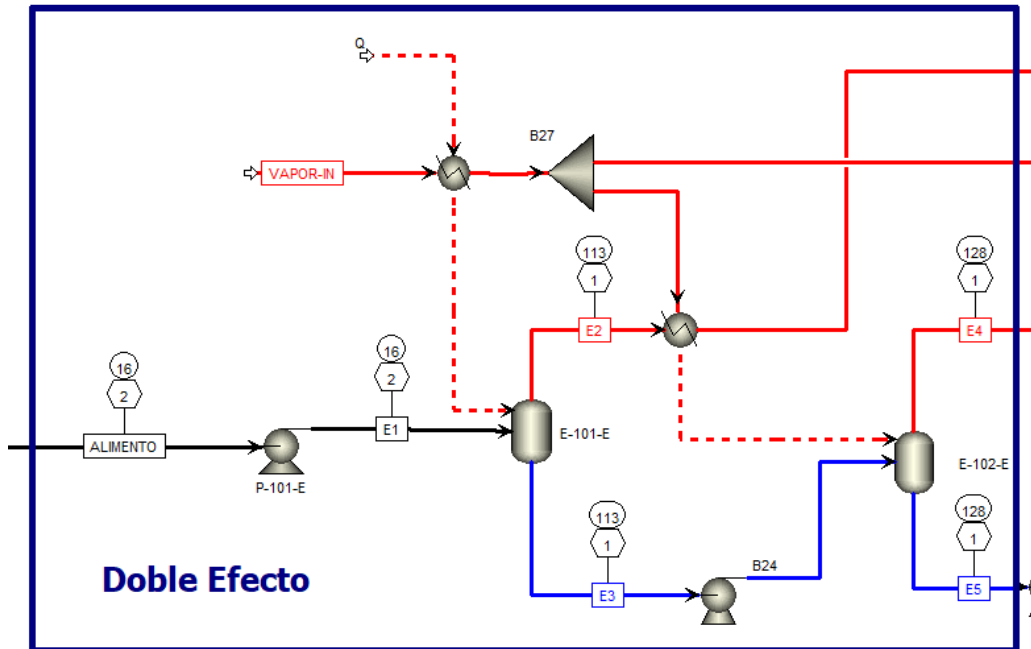 Q
B27
VAPOR-IN
113
1
128
1
E2
E4
16
2
16
2
ALIMENTO
E1
E-101-E
E-102-E
P-101-E
113
1
128
1
B24
Doble Efecto
E3
E5